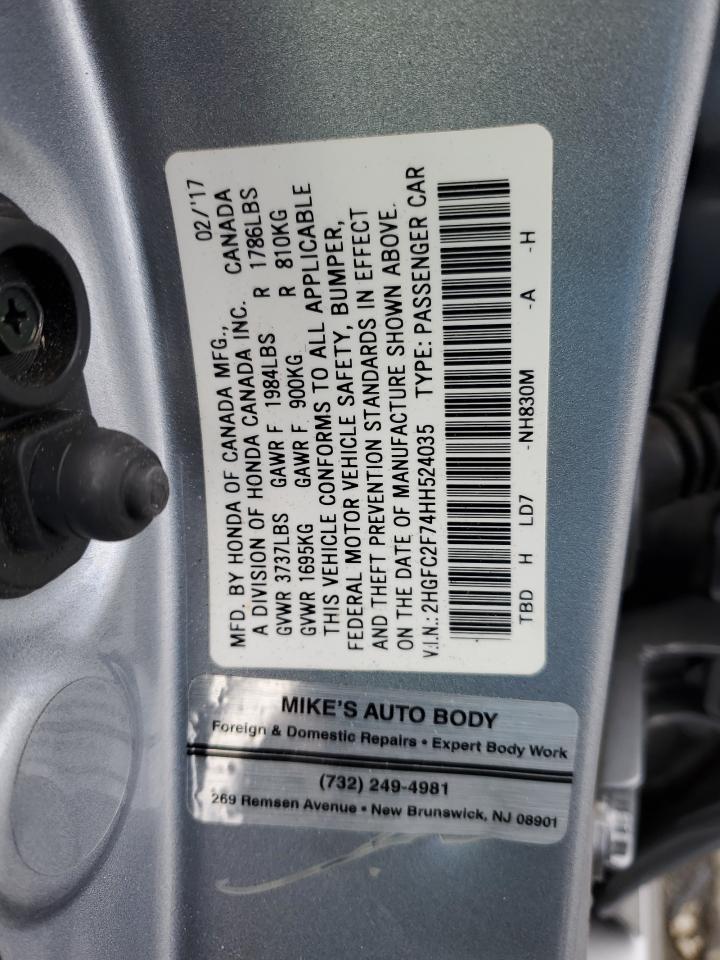 MFD. BY HONDA OF CANADA MFG., 02/'17
A DIVISION OF HONDA CANADA INC. CANADA
GVWR 3737LBS GAWR F 1984LBS R 1786LBS
GVWR 1695KG GAWR F 900KG R 810KG
THIS VEHICLE CONFORMS TO ALL APPLICABLE
FEDERAL MOTOR VEHICLE SAFETY, BUMPER,
AND THEFT PREVENTION STANDARDS IN EFFECT
ON THE DATE OF MANUFACTURE SHOWN ABOVE.
V.I.N.: 2HGFC2F74HH524035 TYPE: PASSENGER CAR
TBD H LD7 -NH830M -A -H
MIKE'S AUTO BODY
Foreign & Domestic Repairs • Expert Body Work
(732) 249-4981
269 Remsen Avenue • New Brunswick, NJ 08901